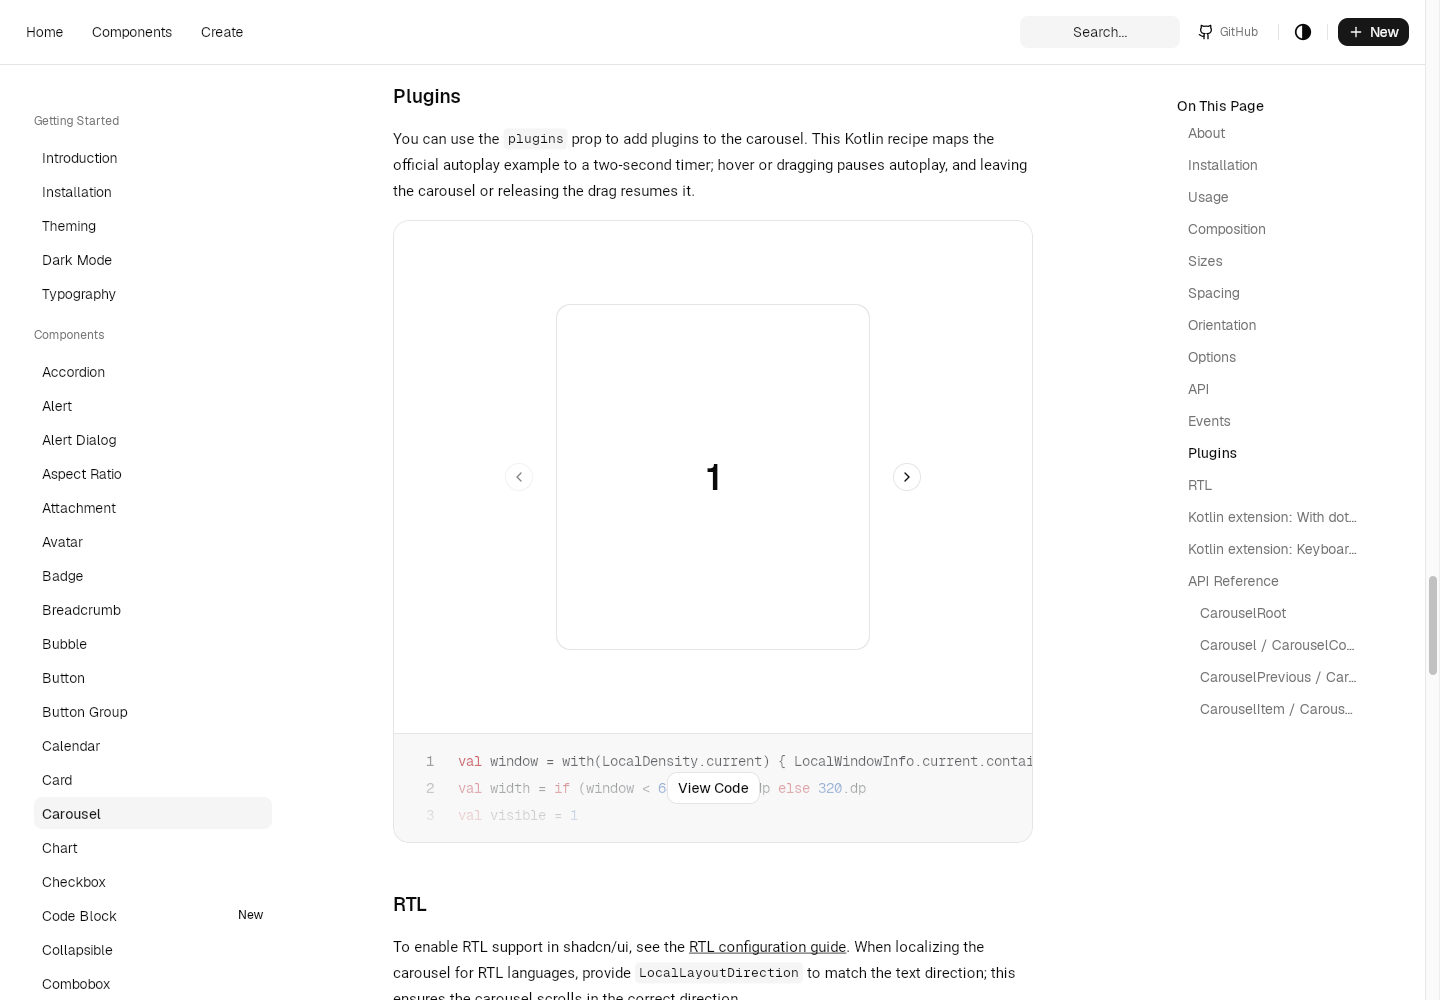 Home
Components
Create
Search...
GitHub
New
Getting Started
Introduction
Installation
Theming
Dark Mode
Typography
Components
Accordion
Alert
Alert Dialog
Aspect Ratio
Attachment
Avatar
Badge
Breadcrumb
Bubble
Button
Button Group
Calendar
Card
Carousel
Chart
Checkbox
Code Block
New
Collapsible
Combobox
Plugins
You can use the plugins prop to add plugins to the carousel. This Kotlin recipe maps the
official autoplay example to a two-second timer; hover or dragging pauses autoplay, and leaving
the carousel or releasing the drag resumes it.
1
1 val window = with(LocalDensity.current) { LocalWindowInfo.current.contai
2 val width = if (window < 6 else 320.dp
View Code
3 val visible = 1
RTL
To enable RTL support in shadcn/ui, see the RTL configuration guide. When localizing the
carousel for RTL languages, provide LocalLayoutDirection to match the text direction; this
ensures the carousel scrolls in the correct direction.
On This Page
About
Installation
Usage
Composition
Sizes
Spacing
Orientation
Options
API
Events
Plugins
RTL
Kotlin extension: With dot...
Kotlin extension: Keyboar...
API Reference
CarouselRoot
Carousel / CarouselCo...
CarouselPrevious / Car...
CarouselItem / Carous...